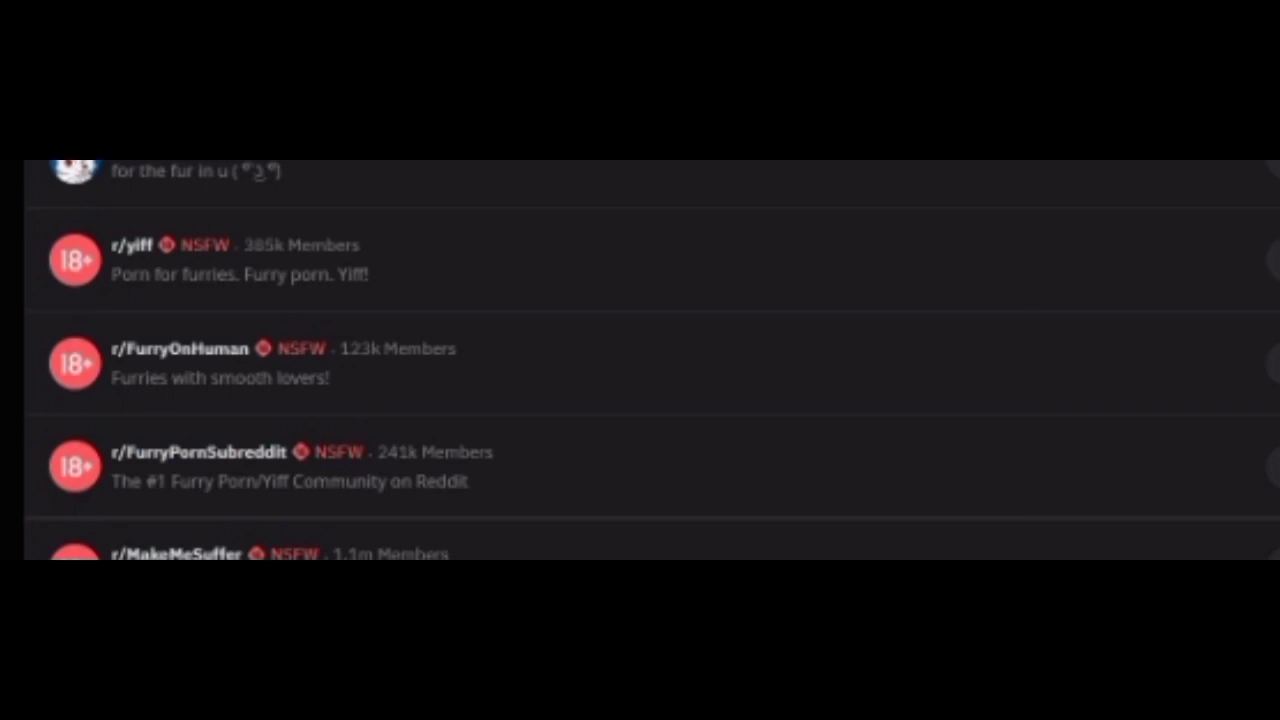 for the fur in u ( ͡° ͜ʖ ͡°)
18+ r/yiff NSFW · 385k Members
Porn for furries. Furry porn. Yiff!
18+ r/FurryOnHuman NSFW · 123k Members
Furries with smooth lovers!
18+ r/FurryPornSubreddit NSFW · 241k Members
The #1 Furry Porn/Yiff Community on Reddit
r/MakeMeSuffer NSFW · 1.1m Members